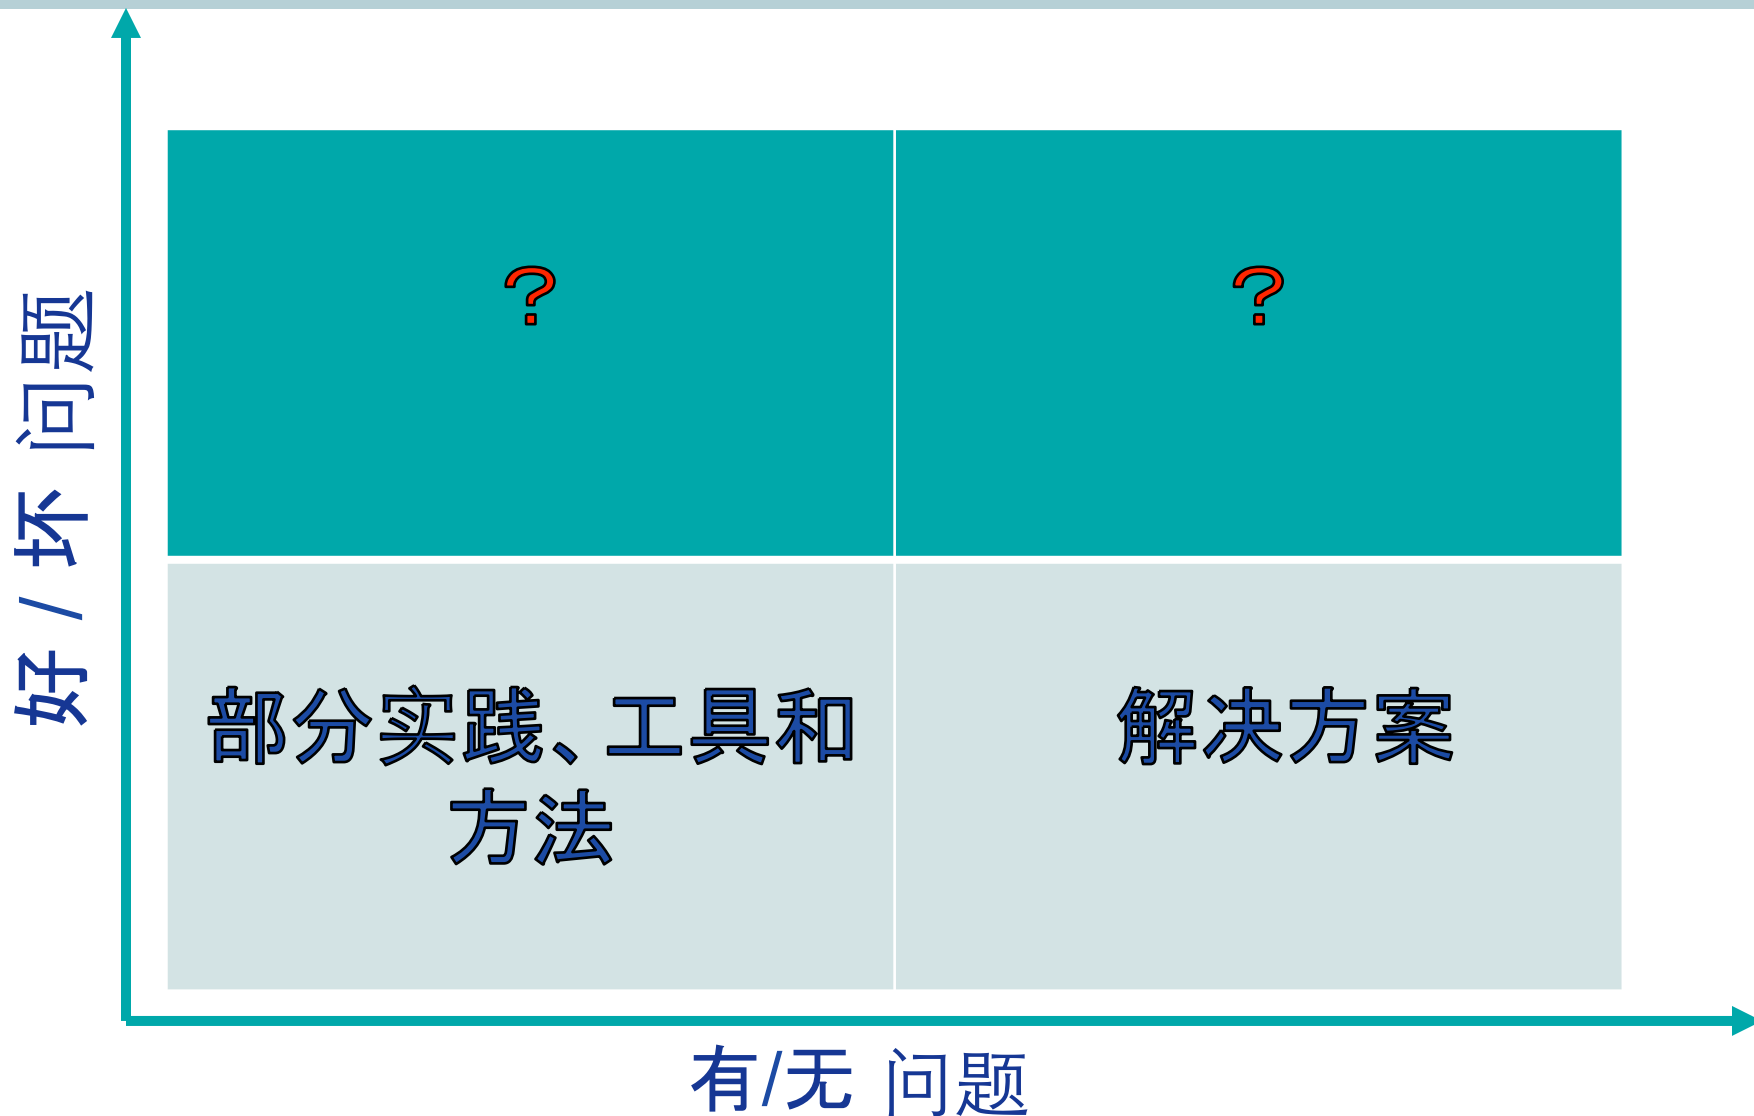 好 / 坏 问题
?
?
部分实践、工具和
方法
解决方案
有/无 问题